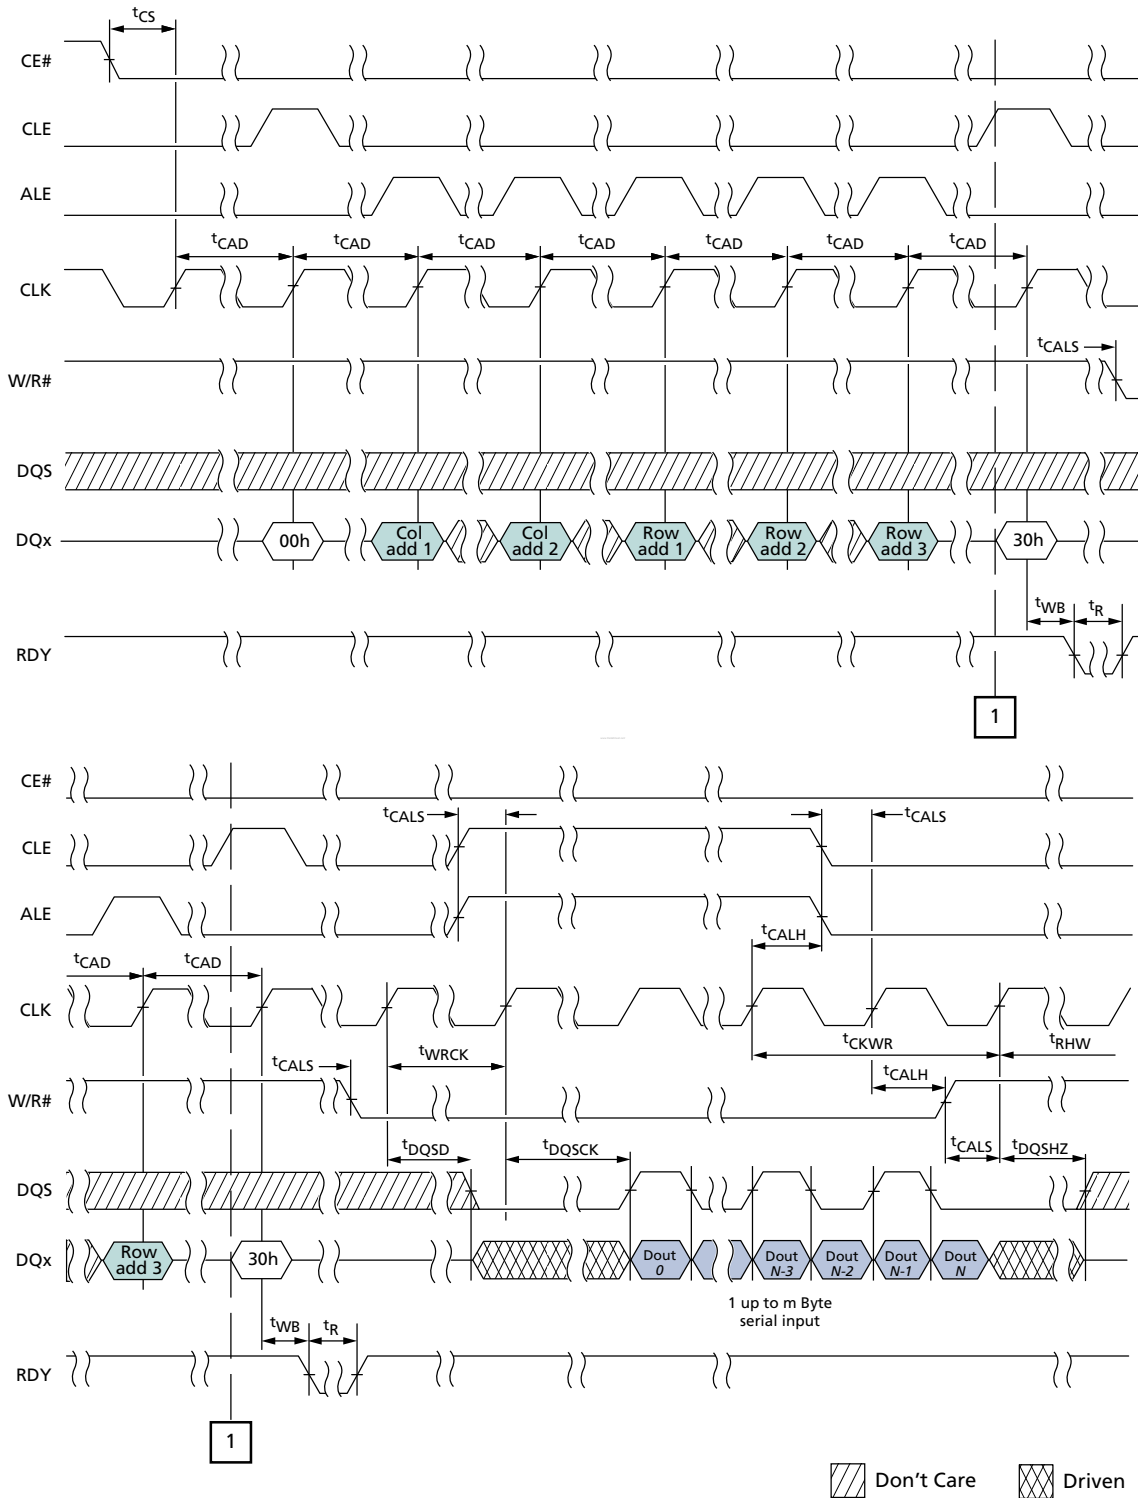 tCS
CE#
CLE
ALE
tCAD tCAD tCAD tCAD tCAD tCAD tCAD
CLK
tCALS
W/R#
DQS
DQx 00h Col add 1 Col add 2 Row add 1 Row add 2 Row add 3 30h
tWB tR
RDY
1
CE#
tCALS tCALS
CLE
ALE
tCALH
tCAD tCAD
CLK
tWRCK tCKWR tRHW
tCALS tCALH
W/R#
tDQSD tDQSCK tCALS tDQSHZ
DQS
DQx Row add 3 30h Dout 0 Dout N-3 Dout N-2 Dout N-1 Dout N
1 up to m Byte
serial input
tWB tR
RDY
1
Don't Care Driven